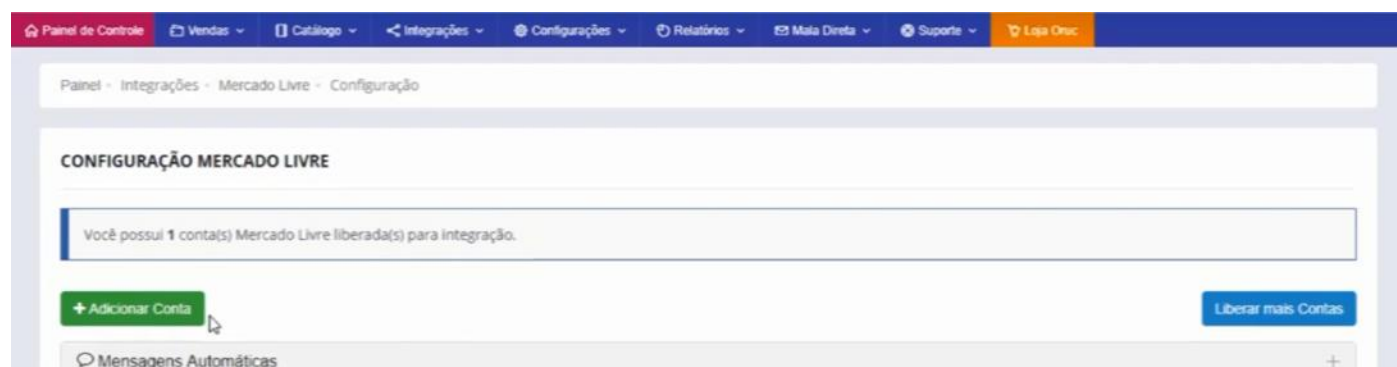 Painel de Controle Vendas Catálogo Integrações Configurações Relatórios Mala Direta Suporte Loja Oruc
Painel - Integrações - Mercado Livre - Configuração
CONFIGURAÇÃO MERCADO LIVRE
Você possui 1 conta(s) Mercado Livre liberada(s) para integração.
+ Adicionar Conta Liberar mais Contas
Mensagens Automáticas +